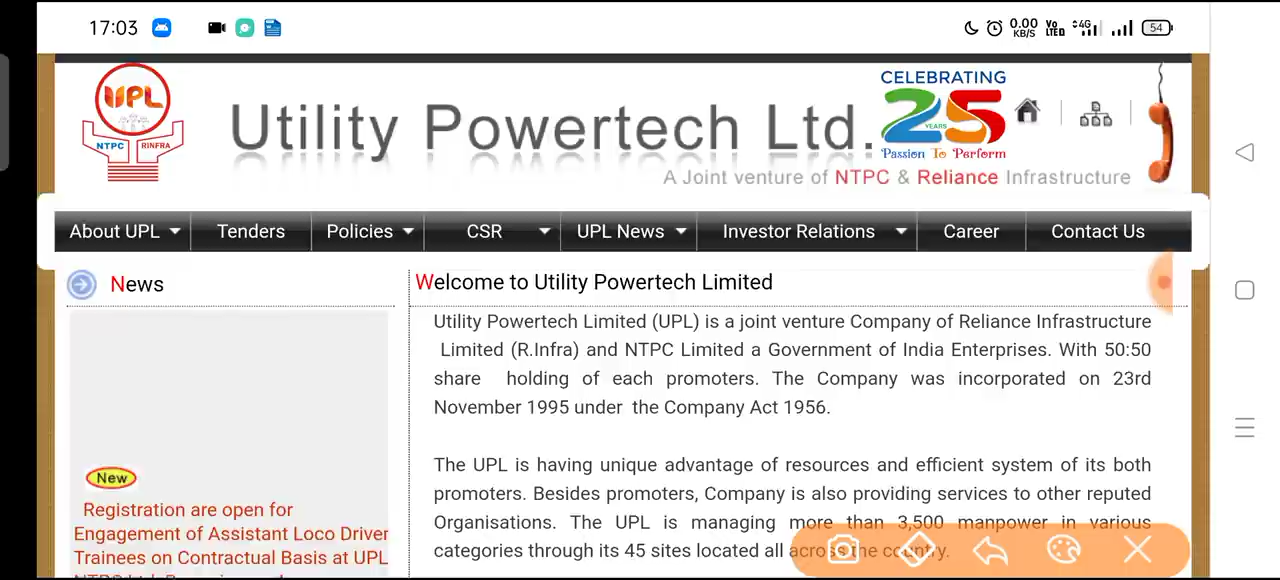 17:03
0.00
KB/S
Vo
LTED
4G
54
UPL
NTPC
RINFRA
Utility Powertech Ltd.
CELEBRATING
25
YEARS
Passion To Perform
A Joint venture of NTPC & Reliance Infrastructure
About UPL
Tenders
Policies
CSR
UPL News
Investor Relations
Career
Contact Us
News
New
Registration are open for
Engagement of Assistant Loco Driver
Trainees on Contractual Basis at UPL
Welcome to Utility Powertech Limited
Utility Powertech Limited (UPL) is a joint venture Company of Reliance Infrastructure
Limited (R.Infra) and NTPC Limited a Government of India Enterprises. With 50:50
share holding of each promoters. The Company was incorporated on 23rd
November 1995 under the Company Act 1956.
The UPL is having unique advantage of resources and efficient system of its both
promoters. Besides promoters, Company is also providing services to other reputed
Organisations. The UPL is managing more than 3,500 manpower in various
categories through its 45 sites located all across the country.